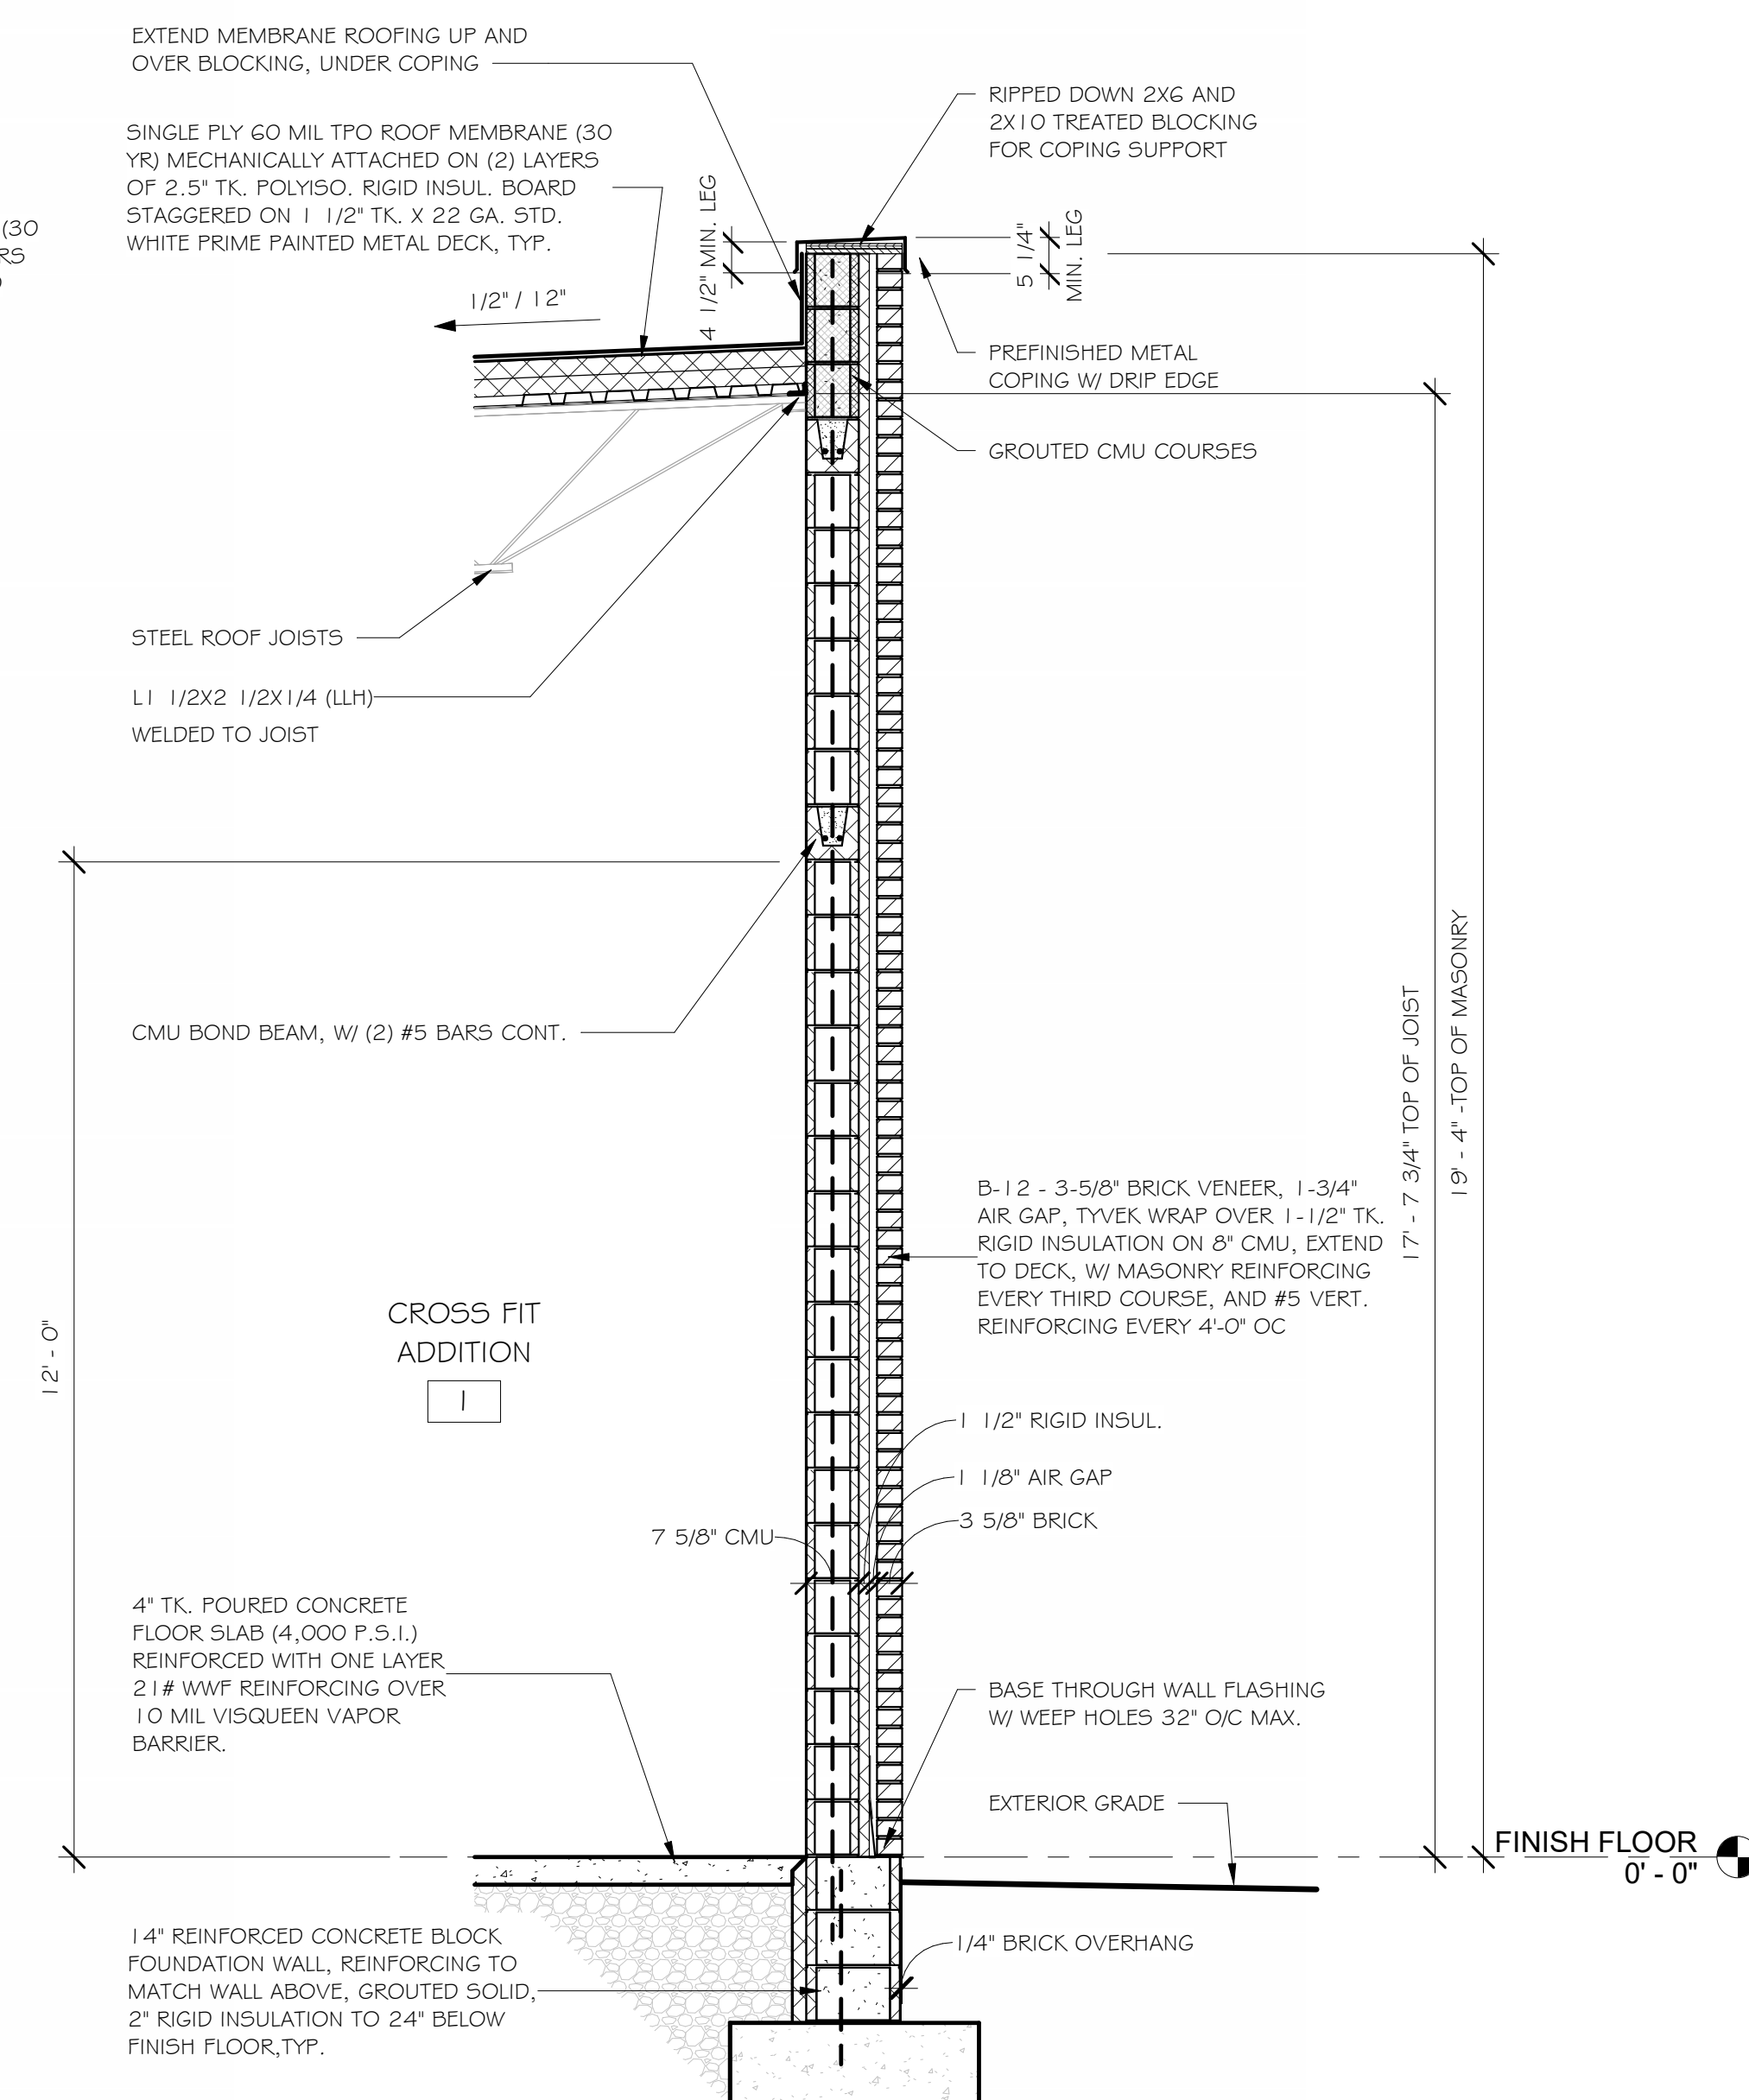 EXTEND MEMBRANE ROOFING UP AND
OVER BLOCKING, UNDER COPING
SINGLE PLY 60 MIL TPO ROOF MEMBRANE (30
YR) MECHANICALLY ATTACHED ON (2) LAYERS
OF 2.5" TK. POLYISO. RIGID INSUL. BOARD
STAGGERED ON 1 1/2" TK. X 22 GA. STD.
WHITE PRIME PAINTED METAL DECK, TYP.
(30
RS
1/2" / 12"
4 1/2" MIN. LEG
RIPPED DOWN 2X6 AND
2X10 TREATED BLOCKING
FOR COPING SUPPORT
5 1/4"
MIN. LEG
PREFINISHED METAL
COPING W/ DRIP EDGE
GROUTED CMU COURSES
STEEL ROOF JOISTS
L1 1/2X2 1/2X1/4 (LLH)
WELDED TO JOIST
CMU BOND BEAM, W/ (2) #5 BARS CONT.
12' - 0"
CROSS FIT
ADDITION
1
17' - 7 3/4" TOP OF JOIST
19' - 4" -TOP OF MASONRY
B-12 - 3-5/8" BRICK VENEER, 1-3/4"
AIR GAP, TYVEK WRAP OVER 1-1/2" TK.
RIGID INSULATION ON 8" CMU, EXTEND
TO DECK, W/ MASONRY REINFORCING
EVERY THIRD COURSE, AND #5 VERT.
REINFORCING EVERY 4'-0" OC
1 1/2" RIGID INSUL.
1 1/8" AIR GAP
3 5/8" BRICK
7 5/8" CMU
4" TK. POURED CONCRETE
FLOOR SLAB (4,000 P.S.I.)
REINFORCED WITH ONE LAYER
21# WWF REINFORCING OVER
10 MIL VISQUEEN VAPOR
BARRIER.
BASE THROUGH WALL FLASHING
W/ WEEP HOLES 32" O/C MAX.
EXTERIOR GRADE
FINISH FLOOR
0' - 0"
14" REINFORCED CONCRETE BLOCK
FOUNDATION WALL, REINFORCING TO
MATCH WALL ABOVE, GROUTED SOLID,
2" RIGID INSULATION TO 24" BELOW
FINISH FLOOR,TYP.
1/4" BRICK OVERHANG